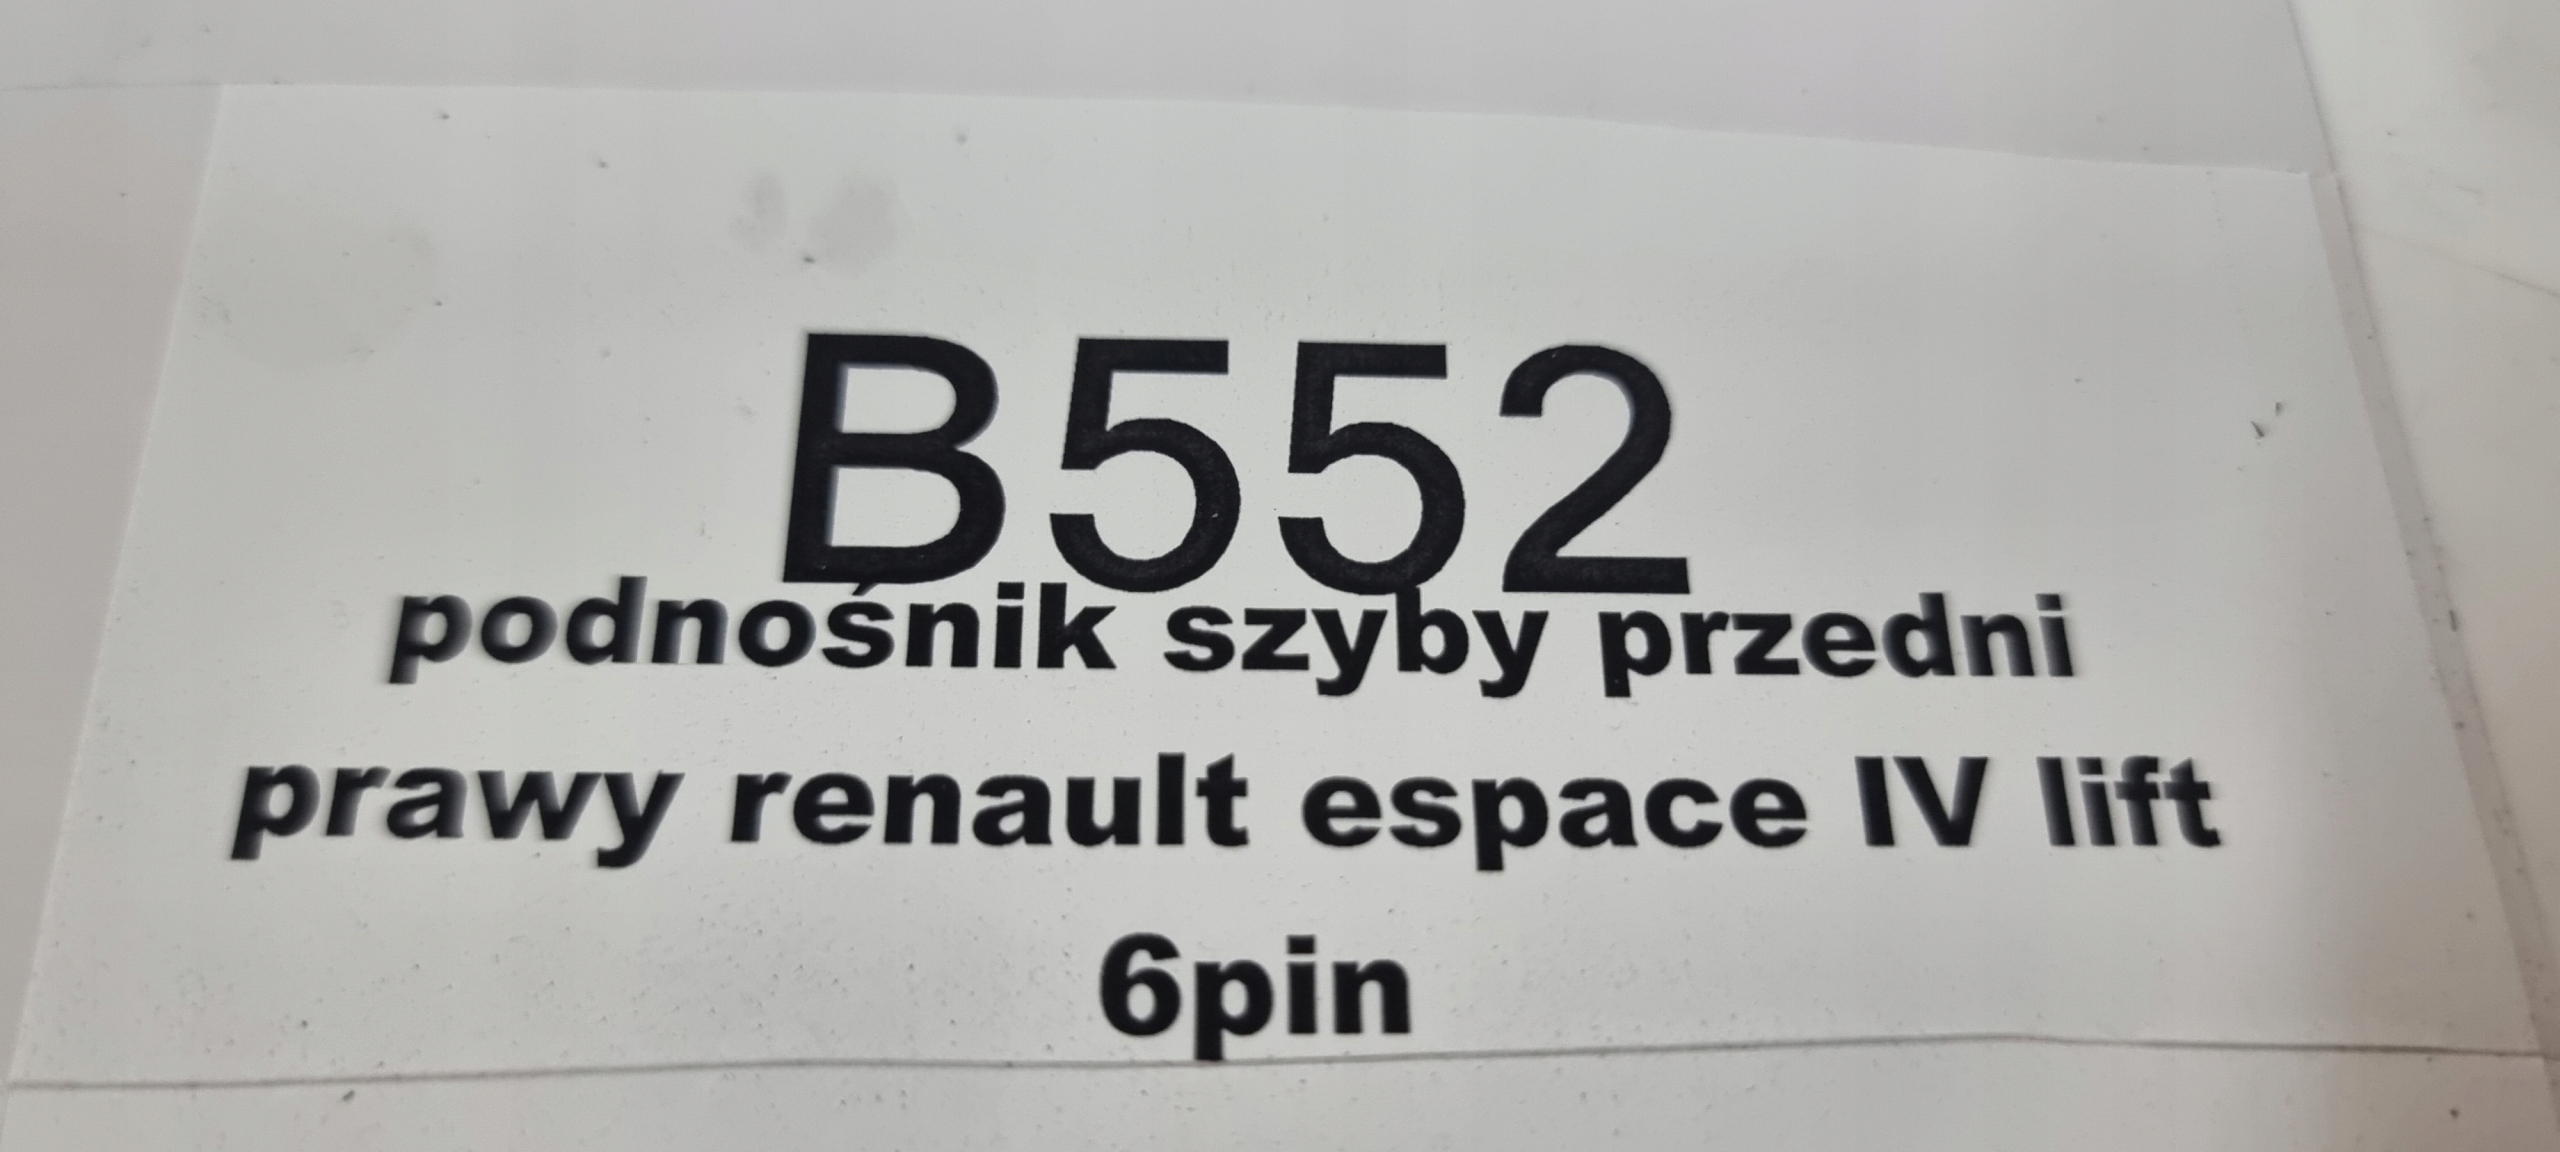 B552
podnośnik szyby przedni
prawy renault espace IV lift
6pin